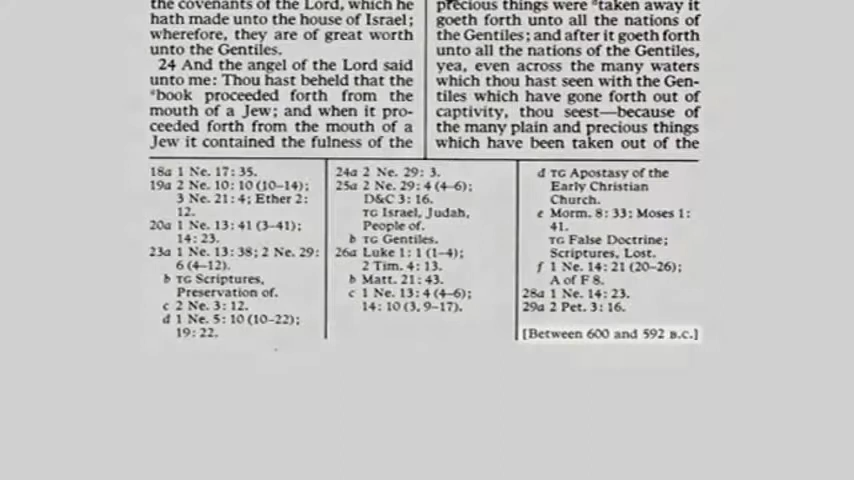 the covenants of the Lord, which he
hath made unto the house of Israel;
wherefore, they are of great worth
unto the Gentiles.
24 And the angel of the Lord said
unto me: Thou hast beheld that the
ᵃbook proceeded forth from the
mouth of a Jew; and when it pro-
ceeded forth from the mouth of a
Jew it contained the fulness of the
precious things were ᵃtaken away it
goeth forth unto all the nations of
the Gentiles; and after it goeth forth
unto all the nations of the Gentiles,
yea, even across the many waters
which thou hast seen with the Gen-
tiles which have gone forth out of
captivity, thou seest—because of
the many plain and precious things
which have been taken out of the
18a 1 Ne. 17:35.
19a 2 Ne. 10:10 (10–14);
3 Ne. 21:4; Ether 2:
12.
20a 1 Ne. 13:41 (3–41);
14:23.
23a 1 Ne. 13:38; 2 Ne. 29:
6 (4–12).
b TG Scriptures,
Preservation of.
c 2 Ne. 3:12.
d 1 Ne. 5:10 (10–22);
19:22.
24a 2 Ne. 29:3.
25a 2 Ne. 29:4 (4–6);
D&C 3:16.
TG Israel, Judah,
People of.
b TG Gentiles.
26a Luke 1:1 (1–4);
2 Tim. 4:13.
b Matt. 21:43.
c 1 Ne. 13:4 (4–6);
14:10 (3, 9–17).
d TG Apostasy of the
Early Christian
Church.
e Morm. 8:33; Moses 1:
41.
TG False Doctrine;
Scriptures, Lost.
f 1 Ne. 14:21 (20–26);
A of F 8.
28a 1 Ne. 14:23.
29a 2 Pet. 3:16.
[Between 600 and 592 B.C.]